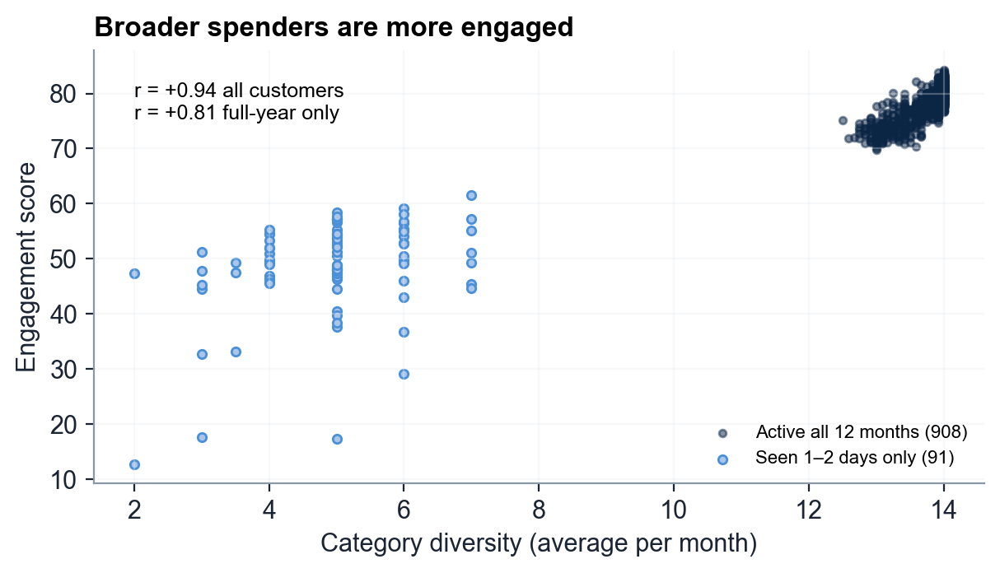 Broader spenders are more engaged
r = +0.94 all customers
r = +0.81 full-year only
Engagement score
80
70
60
50
40
30
20
10
Active all 12 months (908)
Seen 1–2 days only (91)
2 4 6 8 10 12 14
Category diversity (average per month)